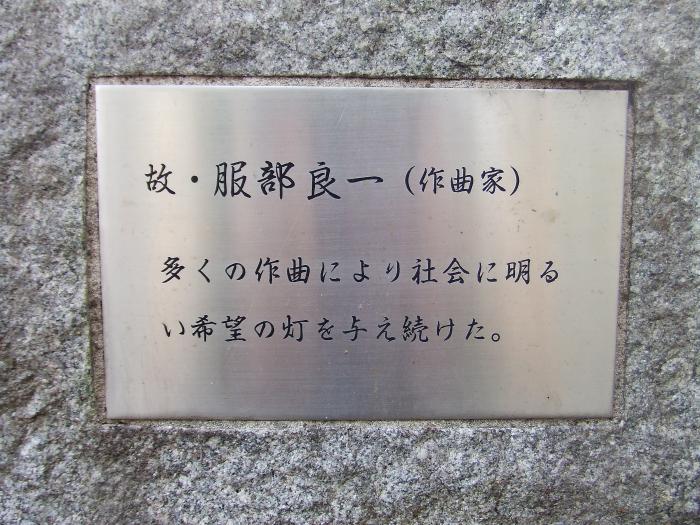 故・服部良一（作曲家）
多くの作曲により社会に明る
い希望の灯を与え続けた。